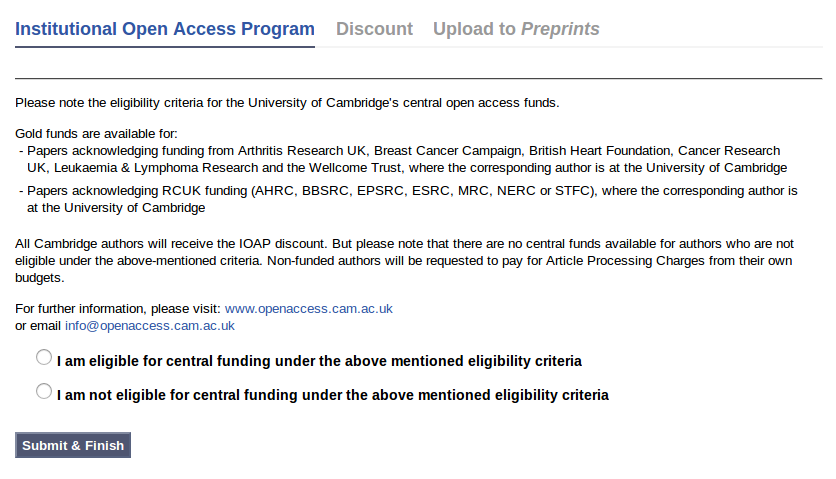 Institutional Open Access Program Discount Upload to Preprints
Please note the eligibility criteria for the University of Cambridge's central open access funds.
Gold funds are available for:
- Papers acknowledging funding from Arthritis Research UK, Breast Cancer Campaign, British Heart Foundation, Cancer Research
UK, Leukaemia & Lymphoma Research and the Wellcome Trust, where the corresponding author is at the University of Cambridge
- Papers acknowledging RCUK funding (AHRC, BBSRC, EPSRC, ESRC, MRC, NERC or STFC), where the corresponding author is
at the University of Cambridge
All Cambridge authors will receive the IOAP discount. But please note that there are no central funds available for authors who are not
eligible under the above-mentioned criteria. Non-funded authors will be requested to pay for Article Processing Charges from their own
budgets.
For further information, please visit: www.openaccess.cam.ac.uk
or email info@openaccess.cam.ac.uk
I am eligible for central funding under the above mentioned eligibility criteria
I am not eligible for central funding under the above mentioned eligibility criteria
Submit & Finish